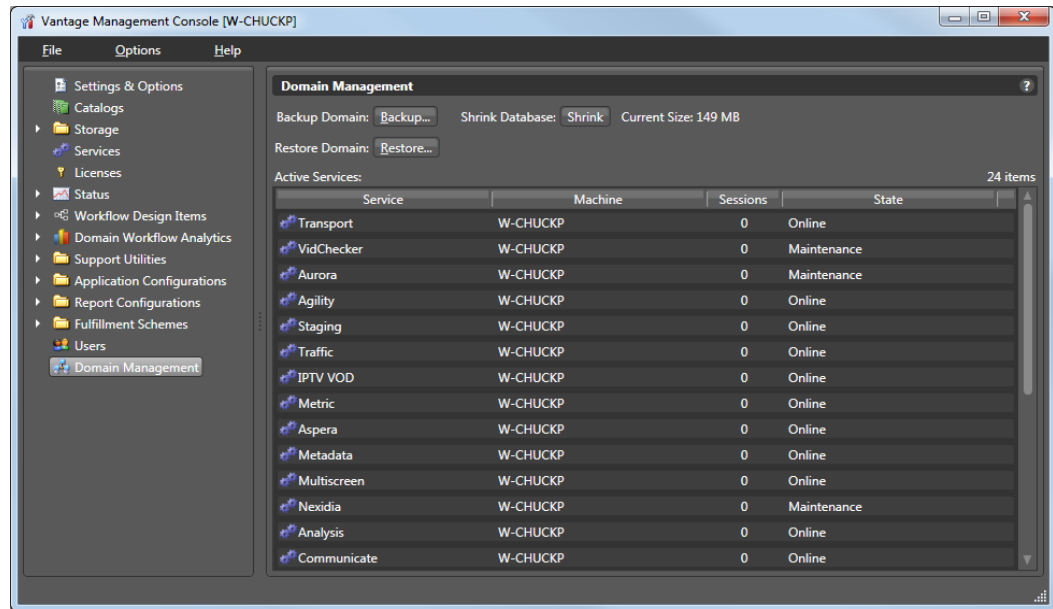 Vantage Management Console [W-CHUCKP]
File Options Help
Settings & Options
Catalogs
Storage
Services
Licenses
Status
Workflow Design Items
Domain Workflow Analytics
Support Utilities
Application Configurations
Report Configurations
Fulfillment Schemes
Users
Domain Management
Domain Management ?
Backup Domain: Backup... Shrink Database: Shrink Current Size: 149 MB
Restore Domain: Restore...
Active Services: 24 items
Service Machine Sessions State
Transport W-CHUCKP 0 Online
VidChecker W-CHUCKP 0 Maintenance
Aurora W-CHUCKP 0 Maintenance
Agility W-CHUCKP 0 Online
Staging W-CHUCKP 0 Online
Traffic W-CHUCKP 0 Online
IPTV VOD W-CHUCKP 0 Online
Metric W-CHUCKP 0 Online
Aspera W-CHUCKP 0 Online
Metadata W-CHUCKP 0 Online
Multiscreen W-CHUCKP 0 Online
Nexidia W-CHUCKP 0 Maintenance
Analysis W-CHUCKP 0 Online
Communicate W-CHUCKP 0 Online